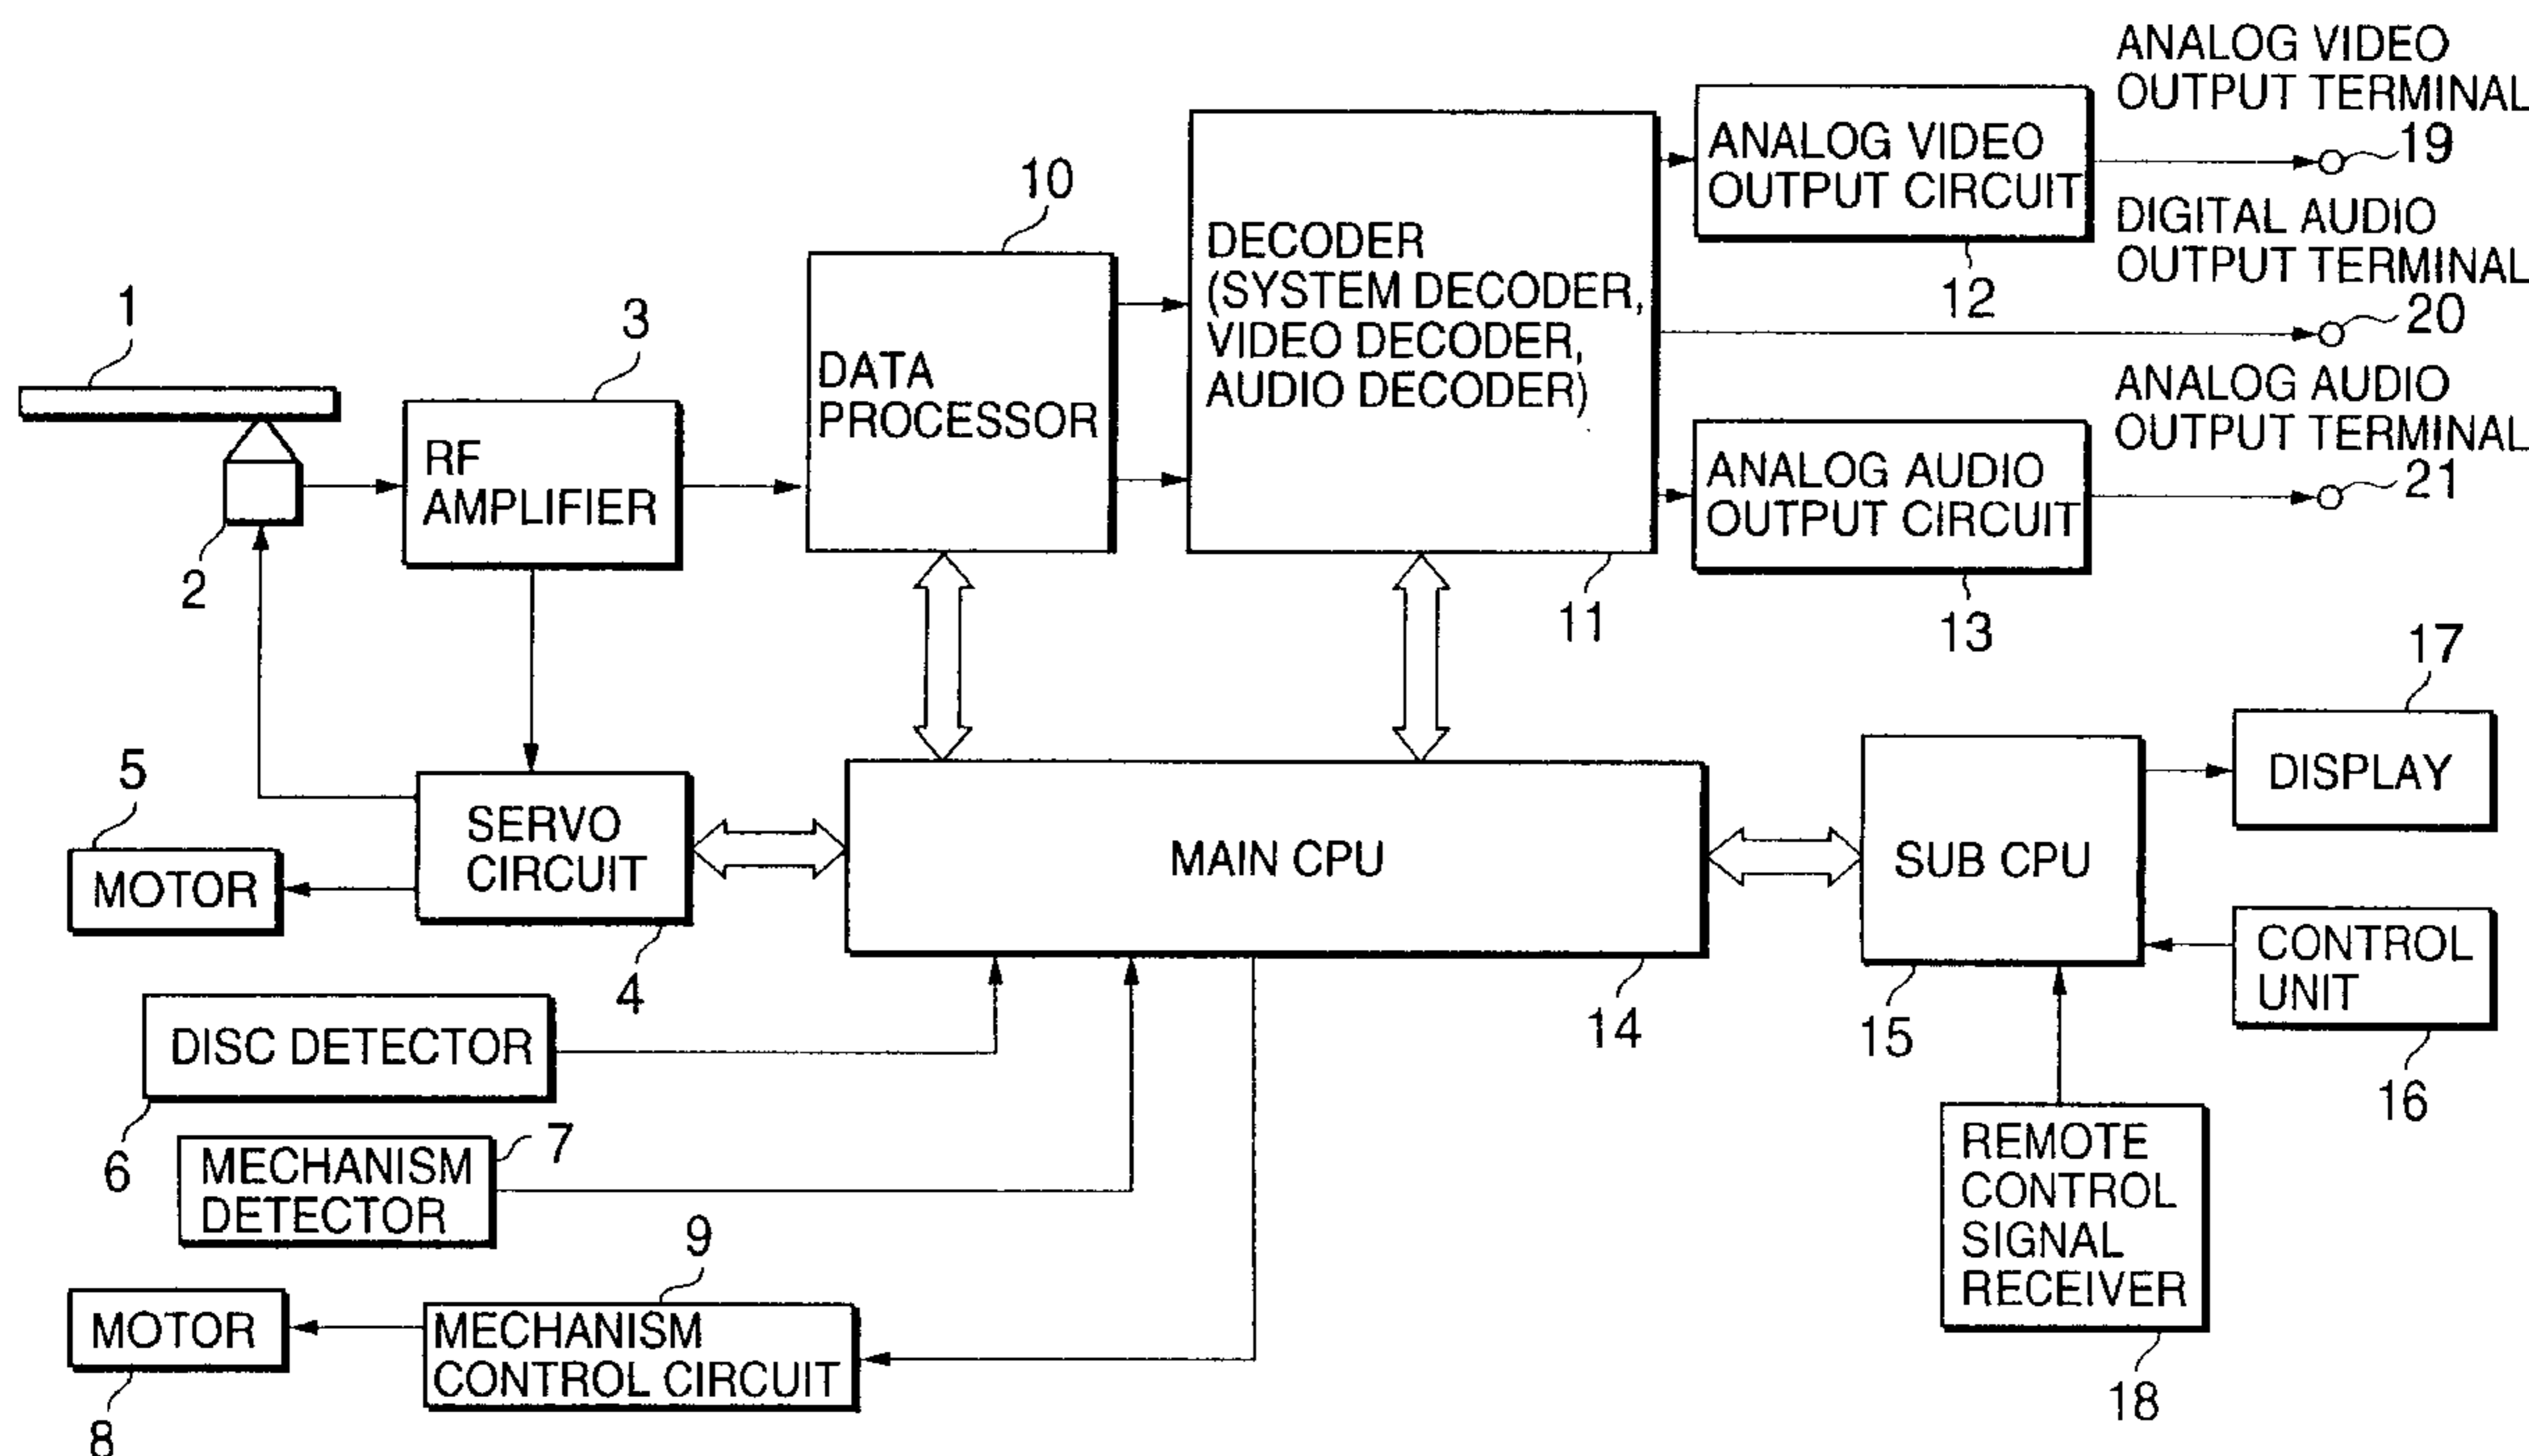 ANALOG VIDEO
OUTPUT TERMINAL
19
ANALOG VIDEO
OUTPUT CIRCUIT
12
DIGITAL AUDIO
OUTPUT TERMINAL
20
10
DECODER
(SYSTEM DECODER,
VIDEO DECODER,
AUDIO DECODER)
11
1
3
DATA
PROCESSOR
ANALOG AUDIO
OUTPUT TERMINAL
21
RF
AMPLIFIER
2
ANALOG AUDIO
OUTPUT CIRCUIT
13
17
DISPLAY
5
MOTOR
SERVO
CIRCUIT
4
MAIN CPU
14
SUB CPU
15
CONTROL
UNIT
16
DISC DETECTOR
6
MECHANISM
DETECTOR
7
REMOTE
CONTROL
SIGNAL
RECEIVER
18
9
MOTOR
8
MECHANISM
CONTROL CIRCUIT